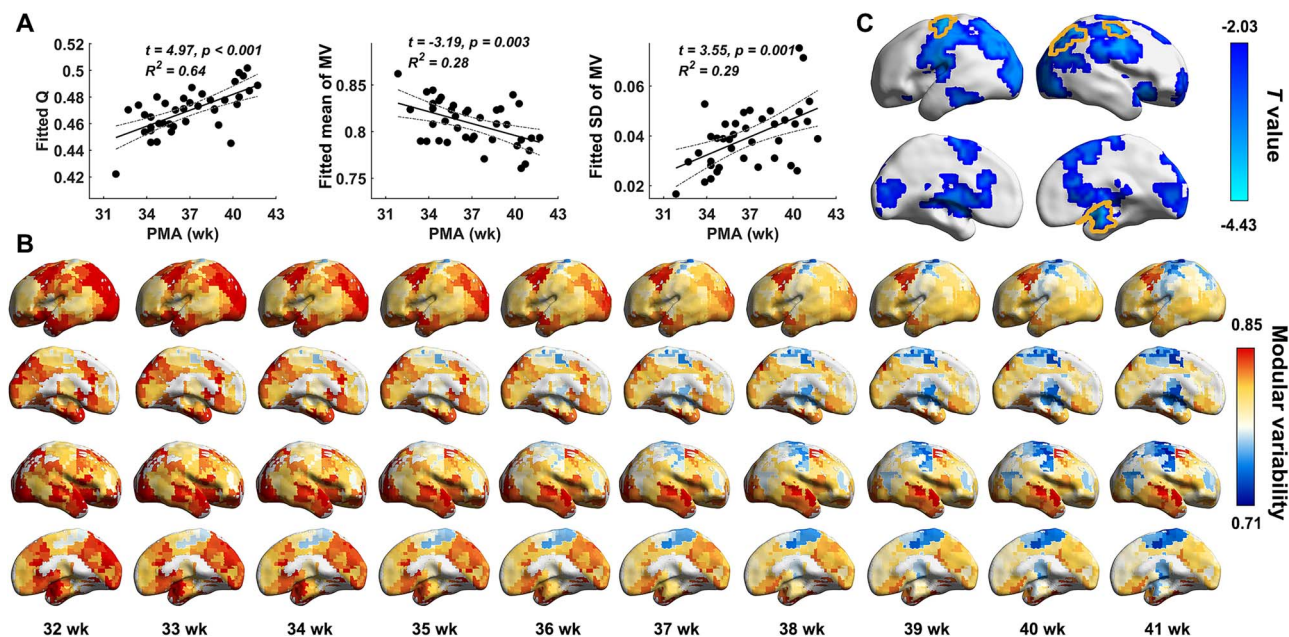 A
t = 4.97, p < 0.001
R² = 0.64
Fitted Q
0.52
0.5
0.48
0.46
0.44
0.42
31 34 37 40 43
PMA (wk)
t = -3.19, p = 0.003
R² = 0.28
Fitted mean of MV
0.85
0.8
0.75
31 34 37 40 43
PMA (wk)
t = 3.55, p = 0.001
R² = 0.29
Fitted SD of MV
0.06
0.04
0.02
31 34 37 40 43
PMA (wk)
C
-2.03
T value
-4.43
B
0.85
Modular variability
0.71
32 wk 33 wk 34 wk 35 wk 36 wk 37 wk 38 wk 39 wk 40 wk 41 wk